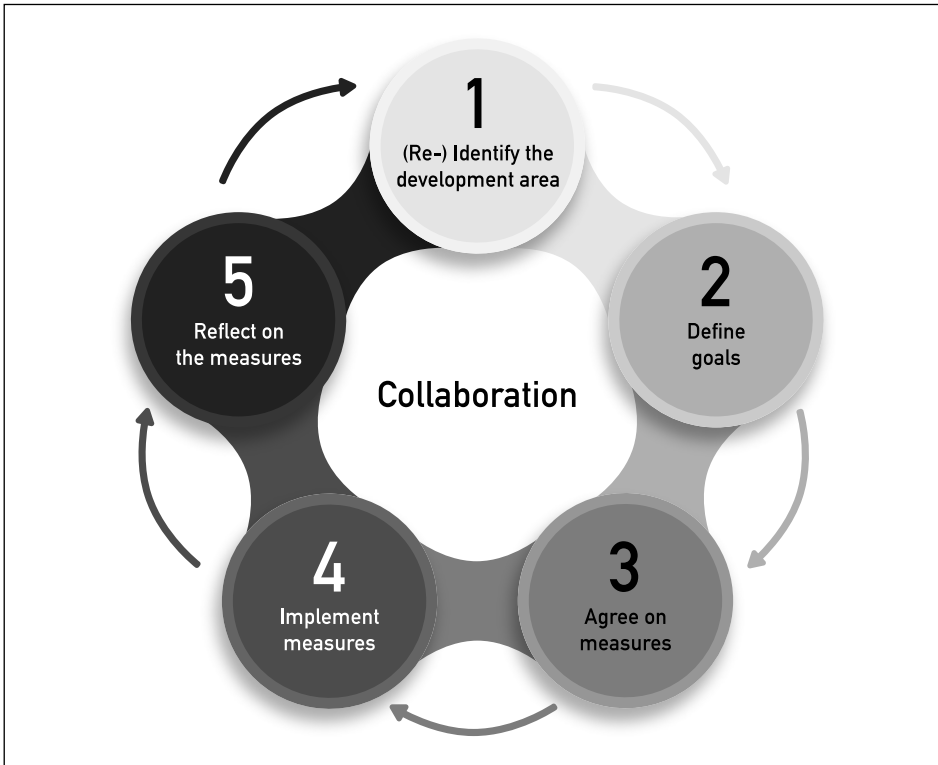 1
(Re-) Identify the
development area
2
Define
goals
3
Agree on
measures
4
Implement
measures
5
Reflect on
the measures
Collaboration